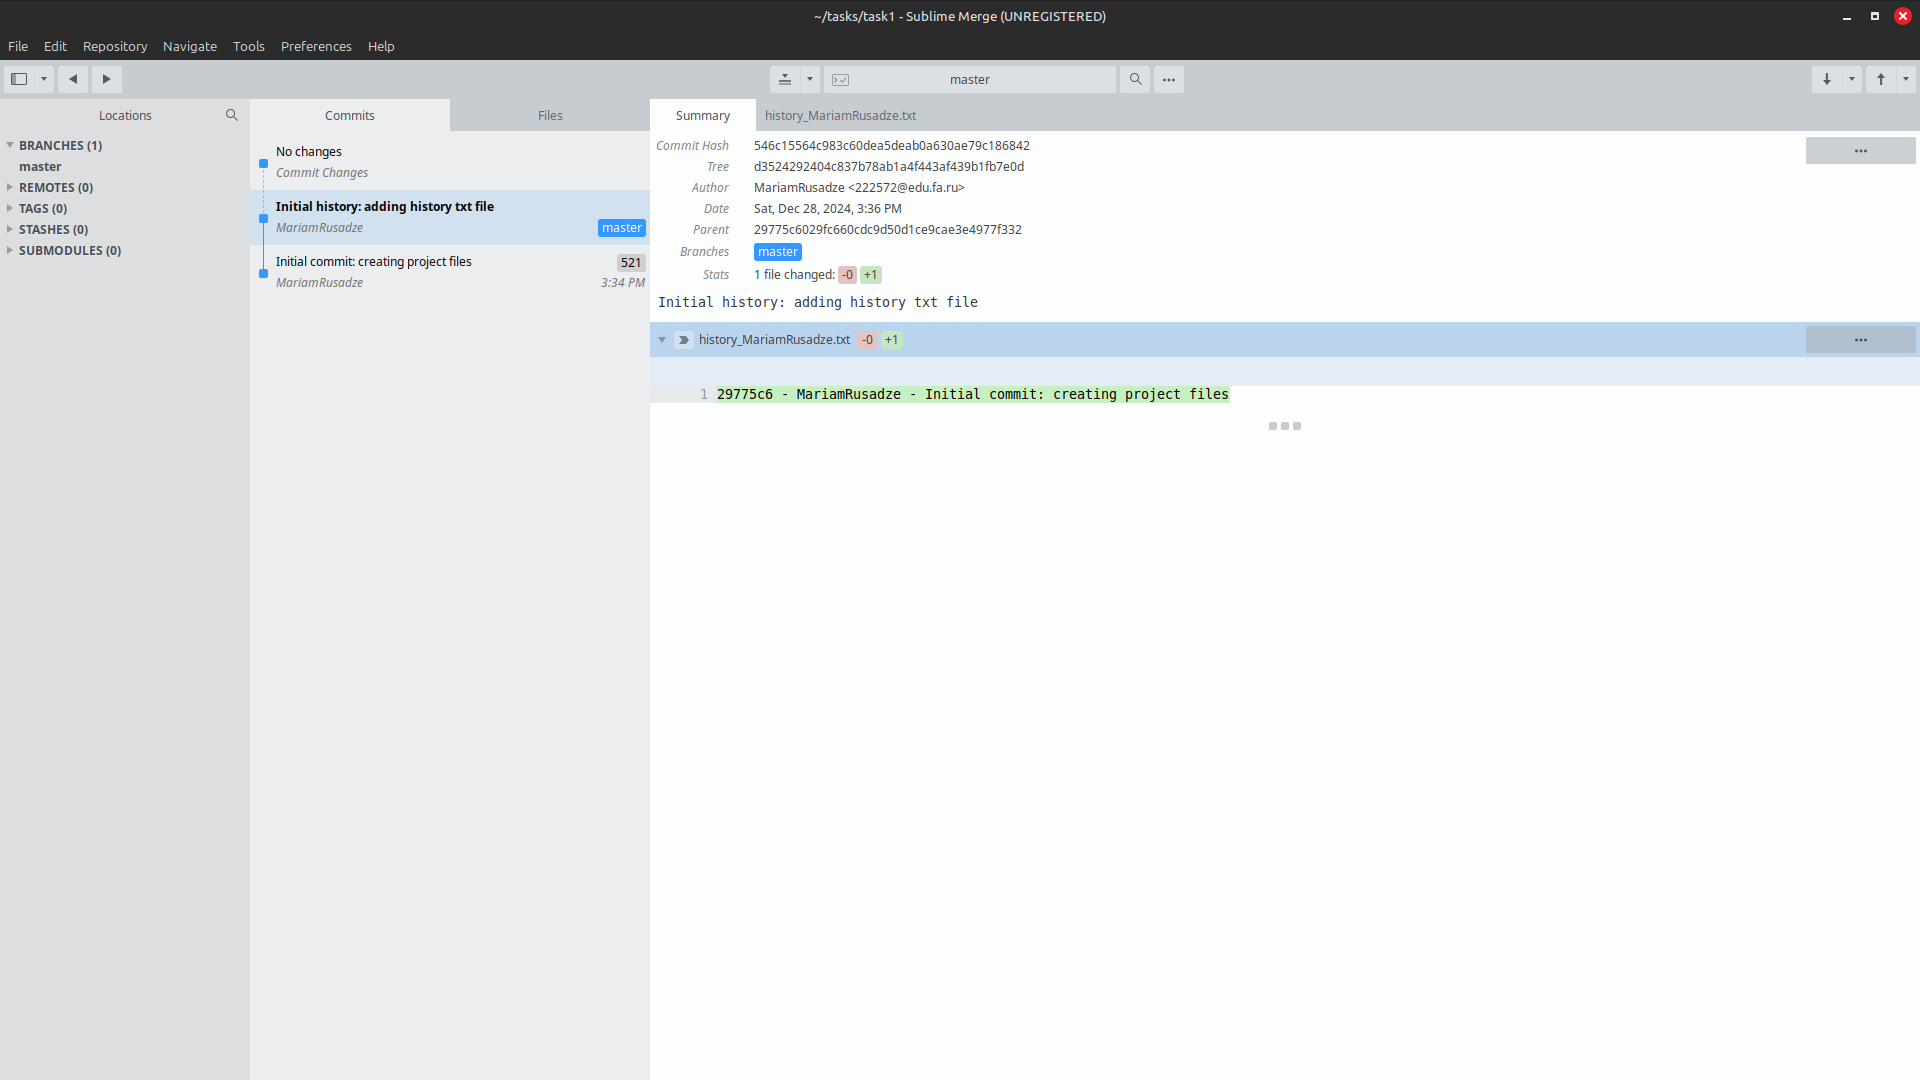 ~/tasks/task1 - Sublime Merge (UNREGISTERED)
File Edit Repository Navigate Tools Preferences Help
master
Locations
BRANCHES (1)
master
REMOTES (0)
TAGS (0)
STASHES (0)
SUBMODULES (0)
Commits Files
No changes
Commit Changes
Initial history: adding history txt file
MariamRusadze master
Initial commit: creating project files 521
MariamRusadze 3:34 PM
Summary history_MariamRusadze.txt
Commit Hash 546c15564c983c60dea5deab0a630ae79c186842
Tree d3524292404c837b78ab1a4f443af439b1fb7e0d
Author MariamRusadze <222572@edu.fa.ru>
Date Sat, Dec 28, 2024, 3:36 PM
Parent 29775c6029fc660cdc9d50d1ce9cae3e4977f332
Branches master
Stats 1 file changed: -0 +1
Initial history: adding history txt file
history_MariamRusadze.txt -0 +1
1 29775c6 - MariamRusadze - Initial commit: creating project files